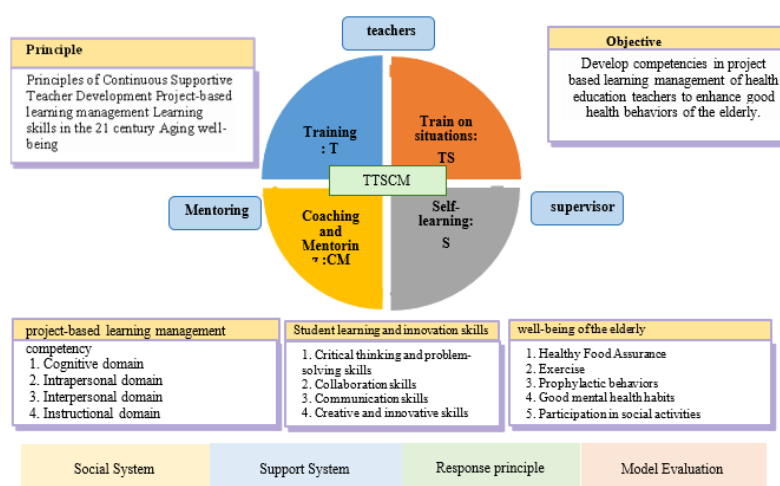 teachers
Principle
Principles of Continuous Supportive
Teacher Development Project-based
learning management Learning
skills in the 21 century Aging well-
being
Objective
Develop competencies in project
based learning management of health
education teachers to enhance good
health behaviors of the elderly.
Training
: T
Train on
situations:
TS
TTSCM
Mentoring
supervisor
Coaching
and
Mentorin
g :CM
Self-
learning:
S
project-based learning management
competency
1. Cognitive domain
2. Intrapersonal domain
3. Interpersonal domain
4. Instructional domain
Student learning and innovation skills
1. Critical thinking and problem-
solving skills
2. Collaboration skills
3. Communication skills
4. Creative and innovative skills
well-being of the elderly
1. Healthy Food Assurance
2. Exercise
3. Prophylactic behaviors
4. Good mental health habits
5. Participation in social activities
Social System
Support System
Response principle
Model Evaluation